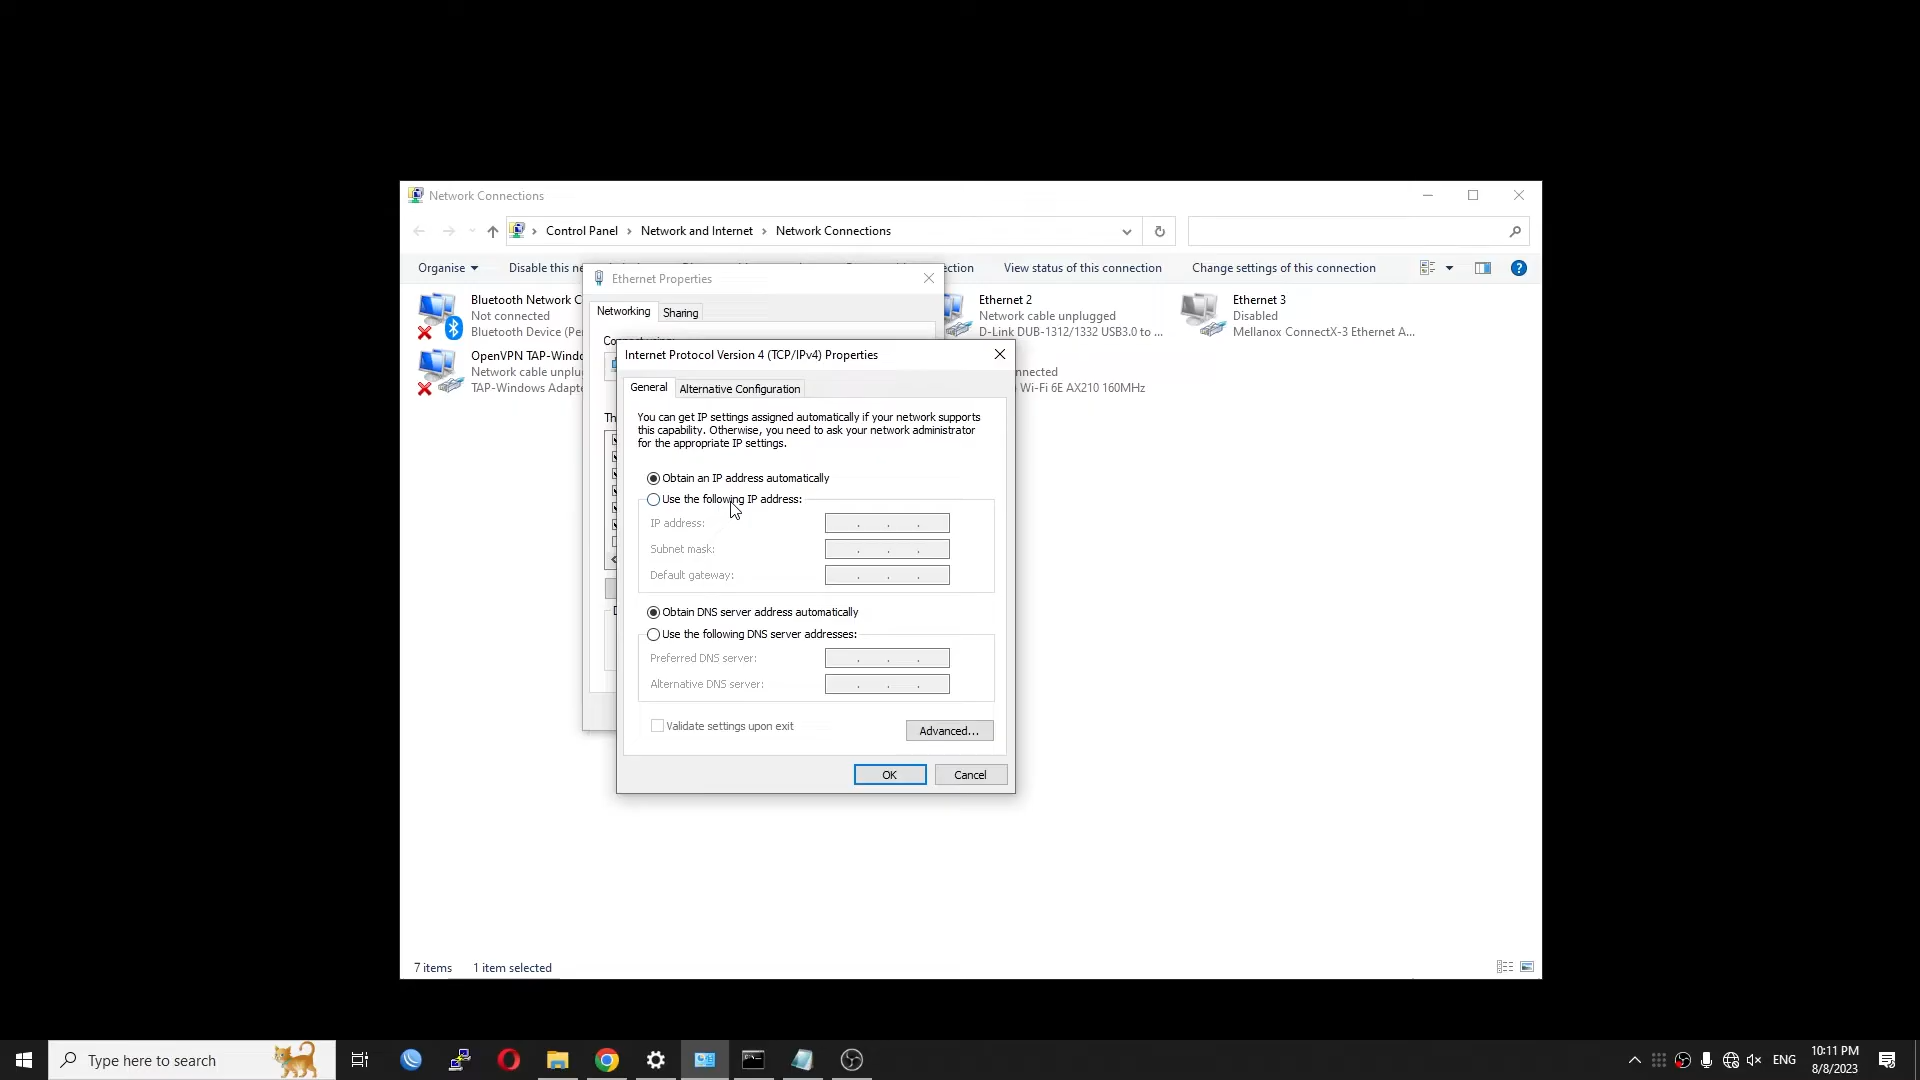 Network Connections
Control Panel
Network and Internet
Network Connections
Organise
Disable this ne
ection
View status of this connection
Change settings of this connection
Bluetooth Network C
Not connected
Bluetooth Device (Pe
Ethernet 2
Network cable unplugged
D-Link DUB-1312/1332 USB3.0 to ...
Ethernet 3
Disabled
Mellanox ConnectX-3 Ethernet A...
OpenVPN TAP-Windo
Network cable unplu
TAP-Windows Adapte
nnected
Wi-Fi 6E AX210 160MHz
Ethernet Properties
Networking
Sharing
Th
Internet Protocol Version 4 (TCP/IPv4) Properties
General
Alternative Configuration
You can get IP settings assigned automatically if your network supports
this capability. Otherwise, you need to ask your network administrator
for the appropriate IP settings.
Obtain an IP address automatically
Use the following IP address:
IP address:
Subnet mask:
Default gateway:
Obtain DNS server address automatically
Use the following DNS server addresses:
Preferred DNS server:
Alternative DNS server:
Validate settings upon exit
Advanced...
OK
Cancel
7 items
1 item selected
Type here to search
ENG
10:11 PM
8/8/2023